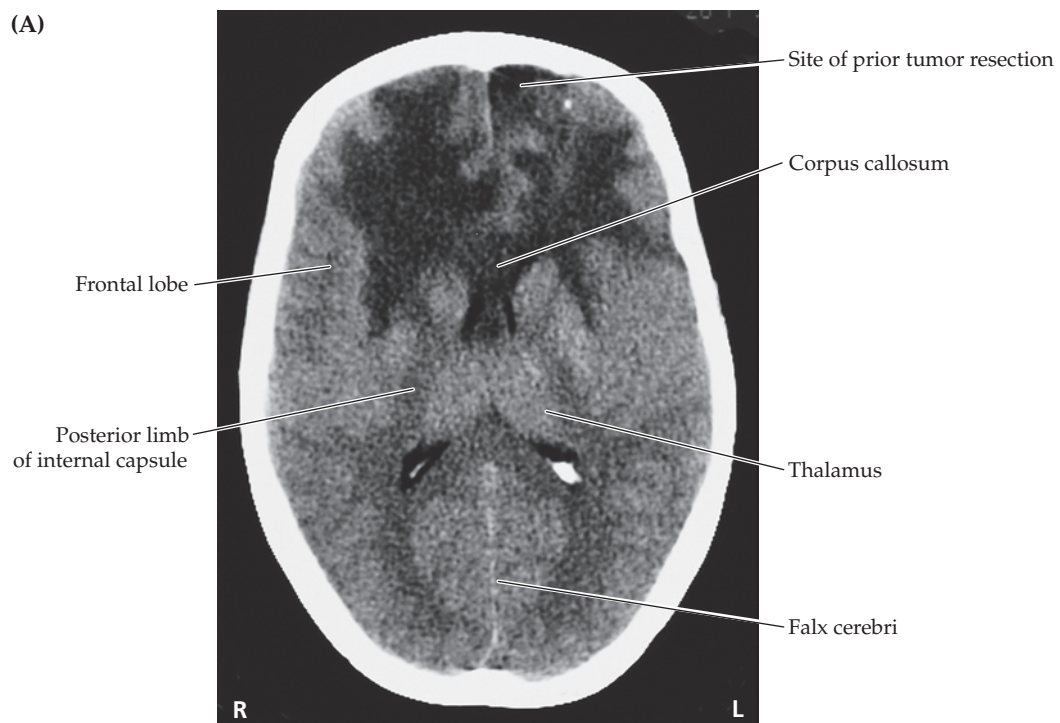 (A)
Site of prior tumor resection
Corpus callosum
Frontal lobe
Posterior limb
of internal capsule
Thalamus
Falx cerebri
R
L